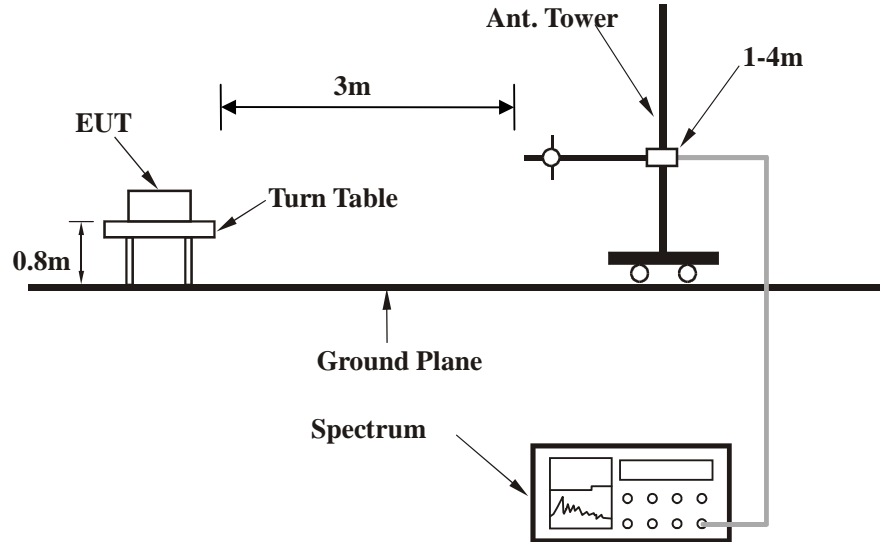 Ant. Tower
1-4m
3m
EUT
Turn Table
0.8m
Ground Plane
Spectrum